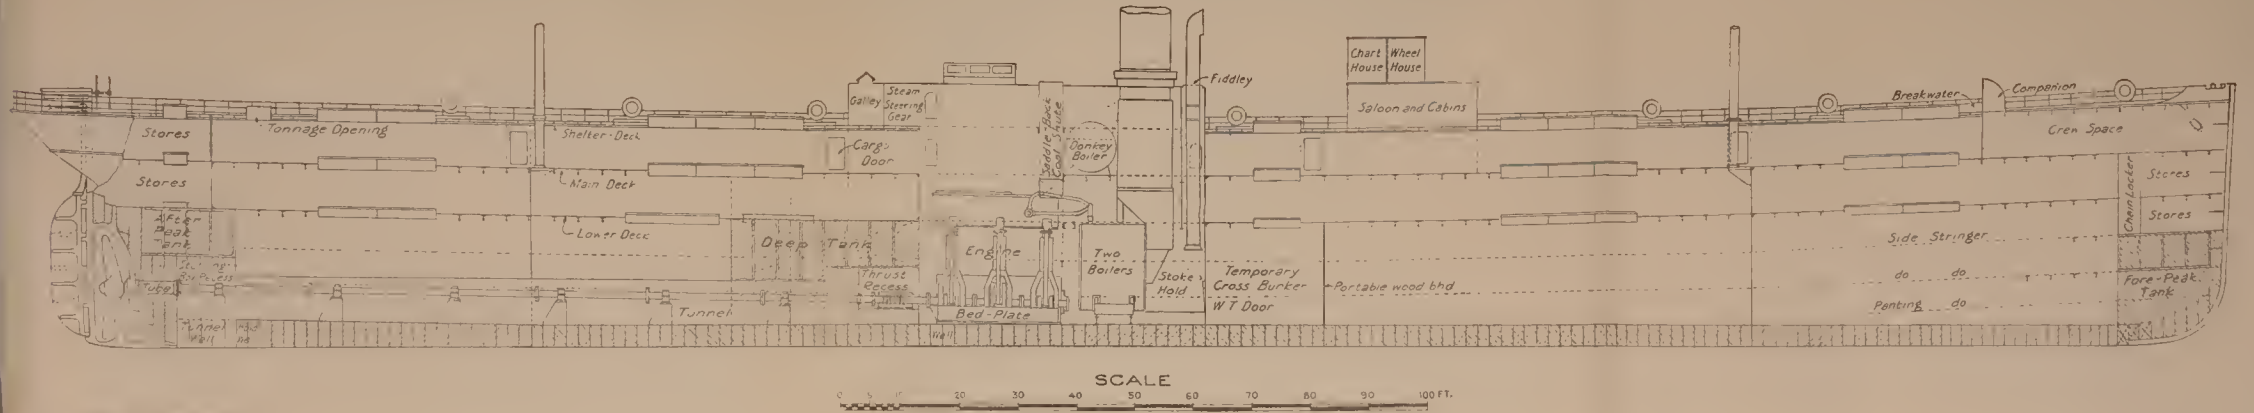 Chart
House
Wheel
House
Fiddley
Galley
Steam
Steering
Gear
Saloon and Cabins
Breakwater
Companion
Stores
Tonnage Opening
Shelter-Deck
Cargo
Door
Saddle-Back
Coal Shute
Donkey
Boiler
Crew Space
Stores
Main Deck
Chain Locker
Stores
After
Peak
Tank
Lower Deck
Stores
Deep Tank
Engine
Two
Boilers
Side Stringer
Thrust
Recess
Stoke
Hold
Temporary
Cross Bunker
W T Door
Portable wood bhd
do do
Fore-Peak
Tank
Tube
Tunnel
Bed-Plate
Panting do
Tunnel
Well
Well
SCALE
0 5 10 20 30 40 50 60 70 80 90 100 FT.